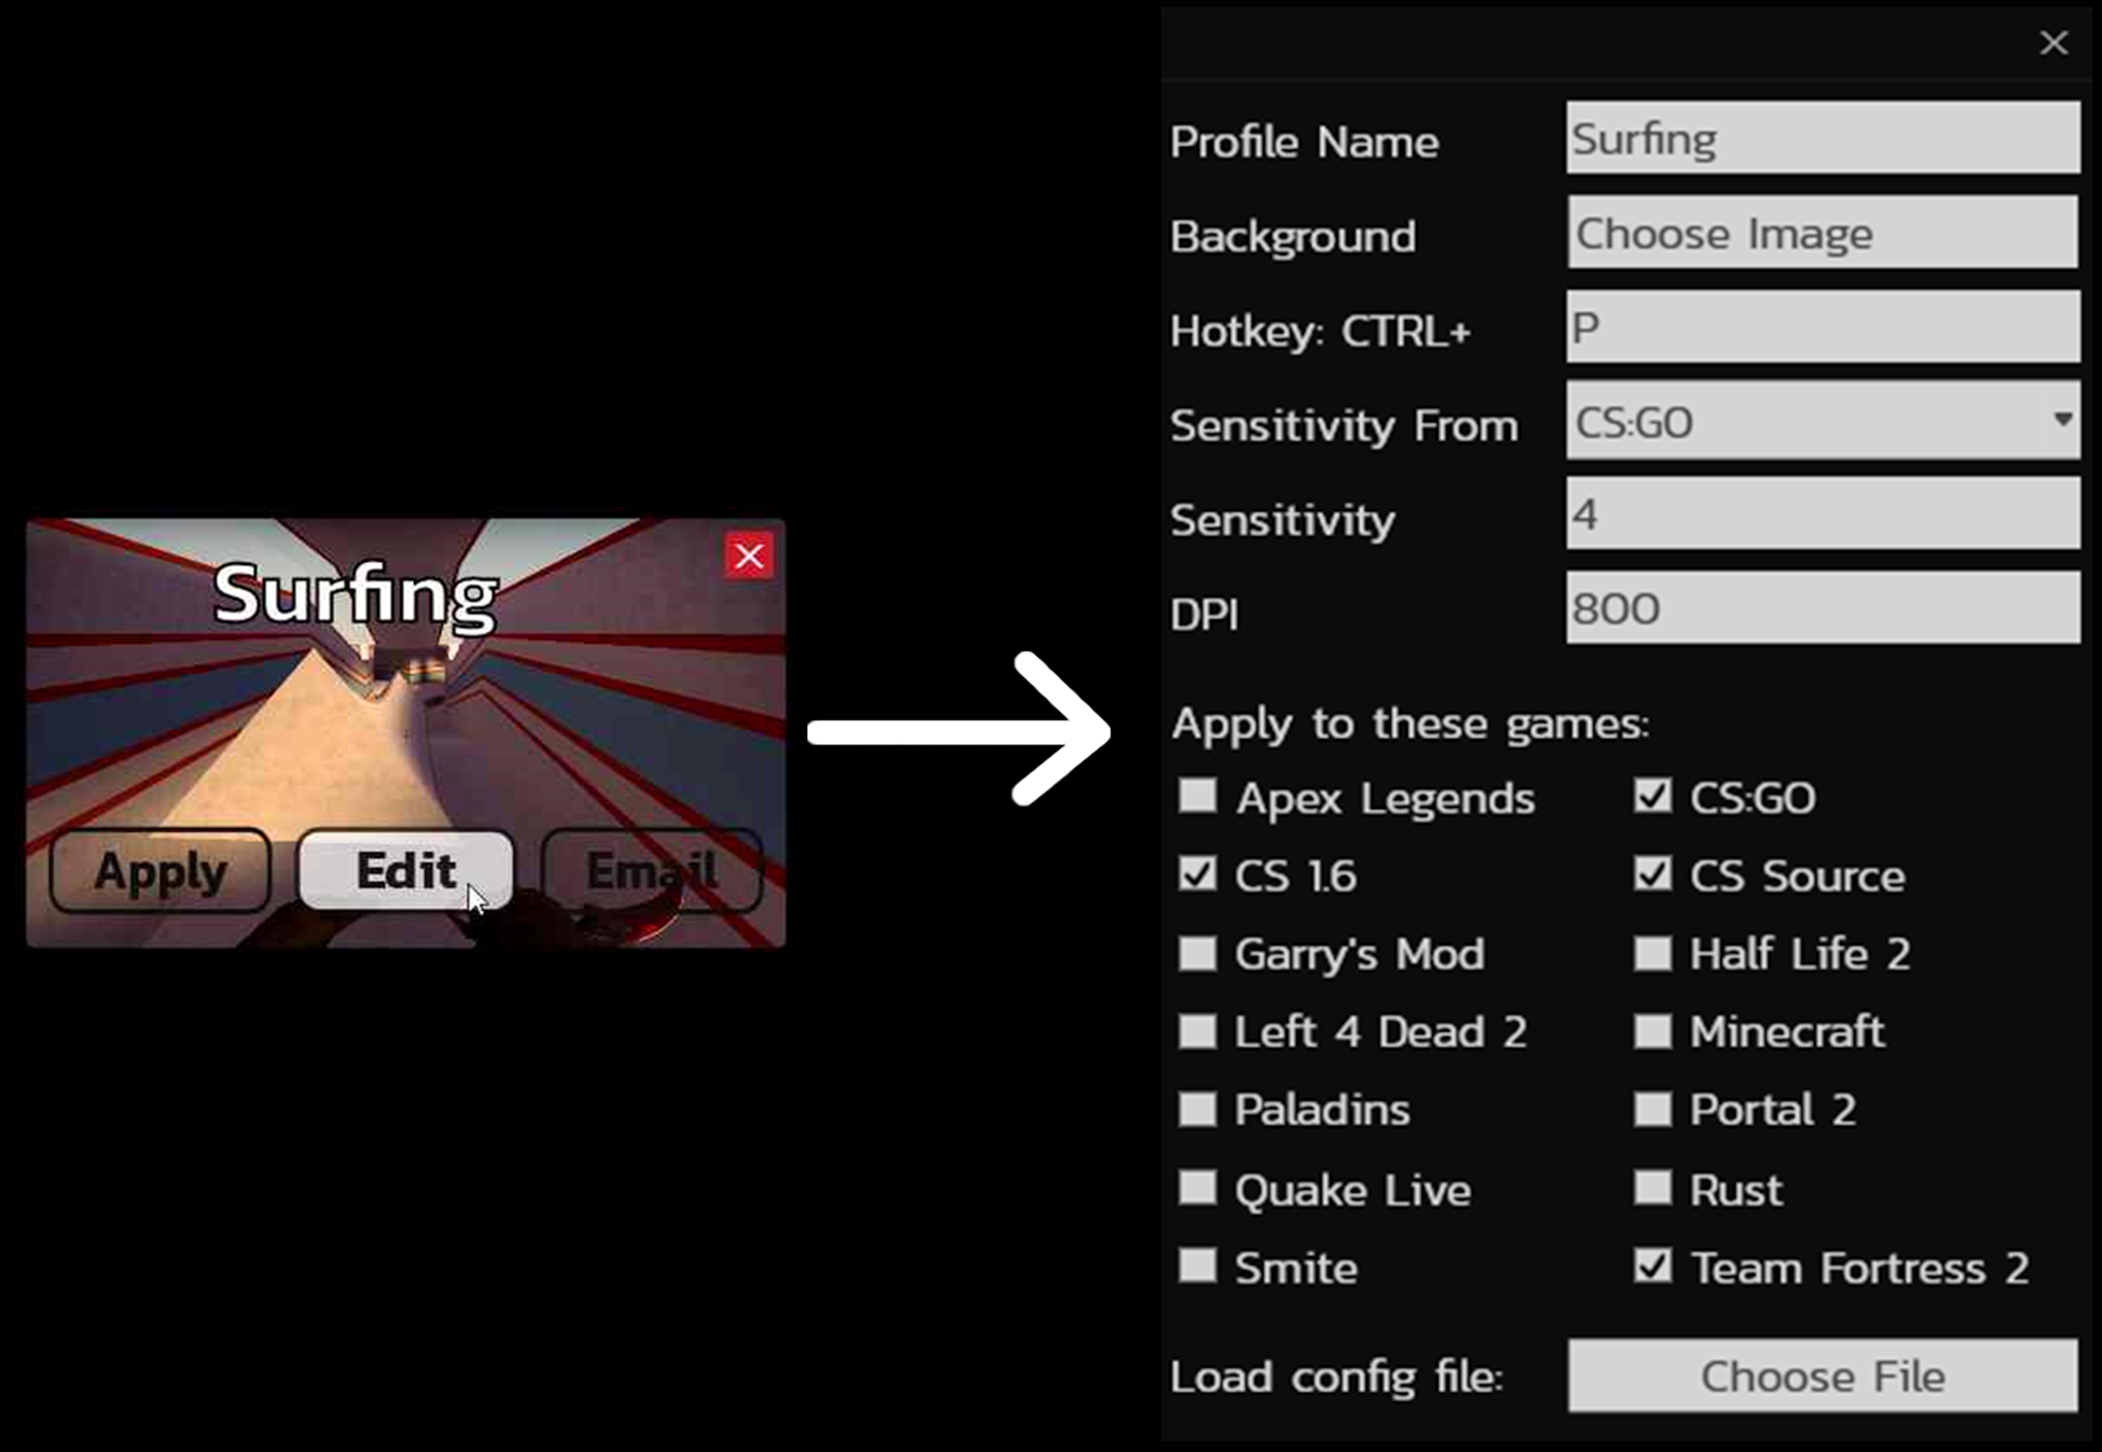 Surfing
Apply
Edit
Email
Profile Name
Surfing
Background
Choose Image
Hotkey: CTRL+
P
Sensitivity From
CS:GO
Sensitivity
4
DPI
800
Apply to these games:
Apex Legends
CS:GO
CS 1.6
CS Source
Garry's Mod
Half Life 2
Left 4 Dead 2
Minecraft
Paladins
Portal 2
Quake Live
Rust
Smite
Team Fortress 2
Load config file:
Choose File